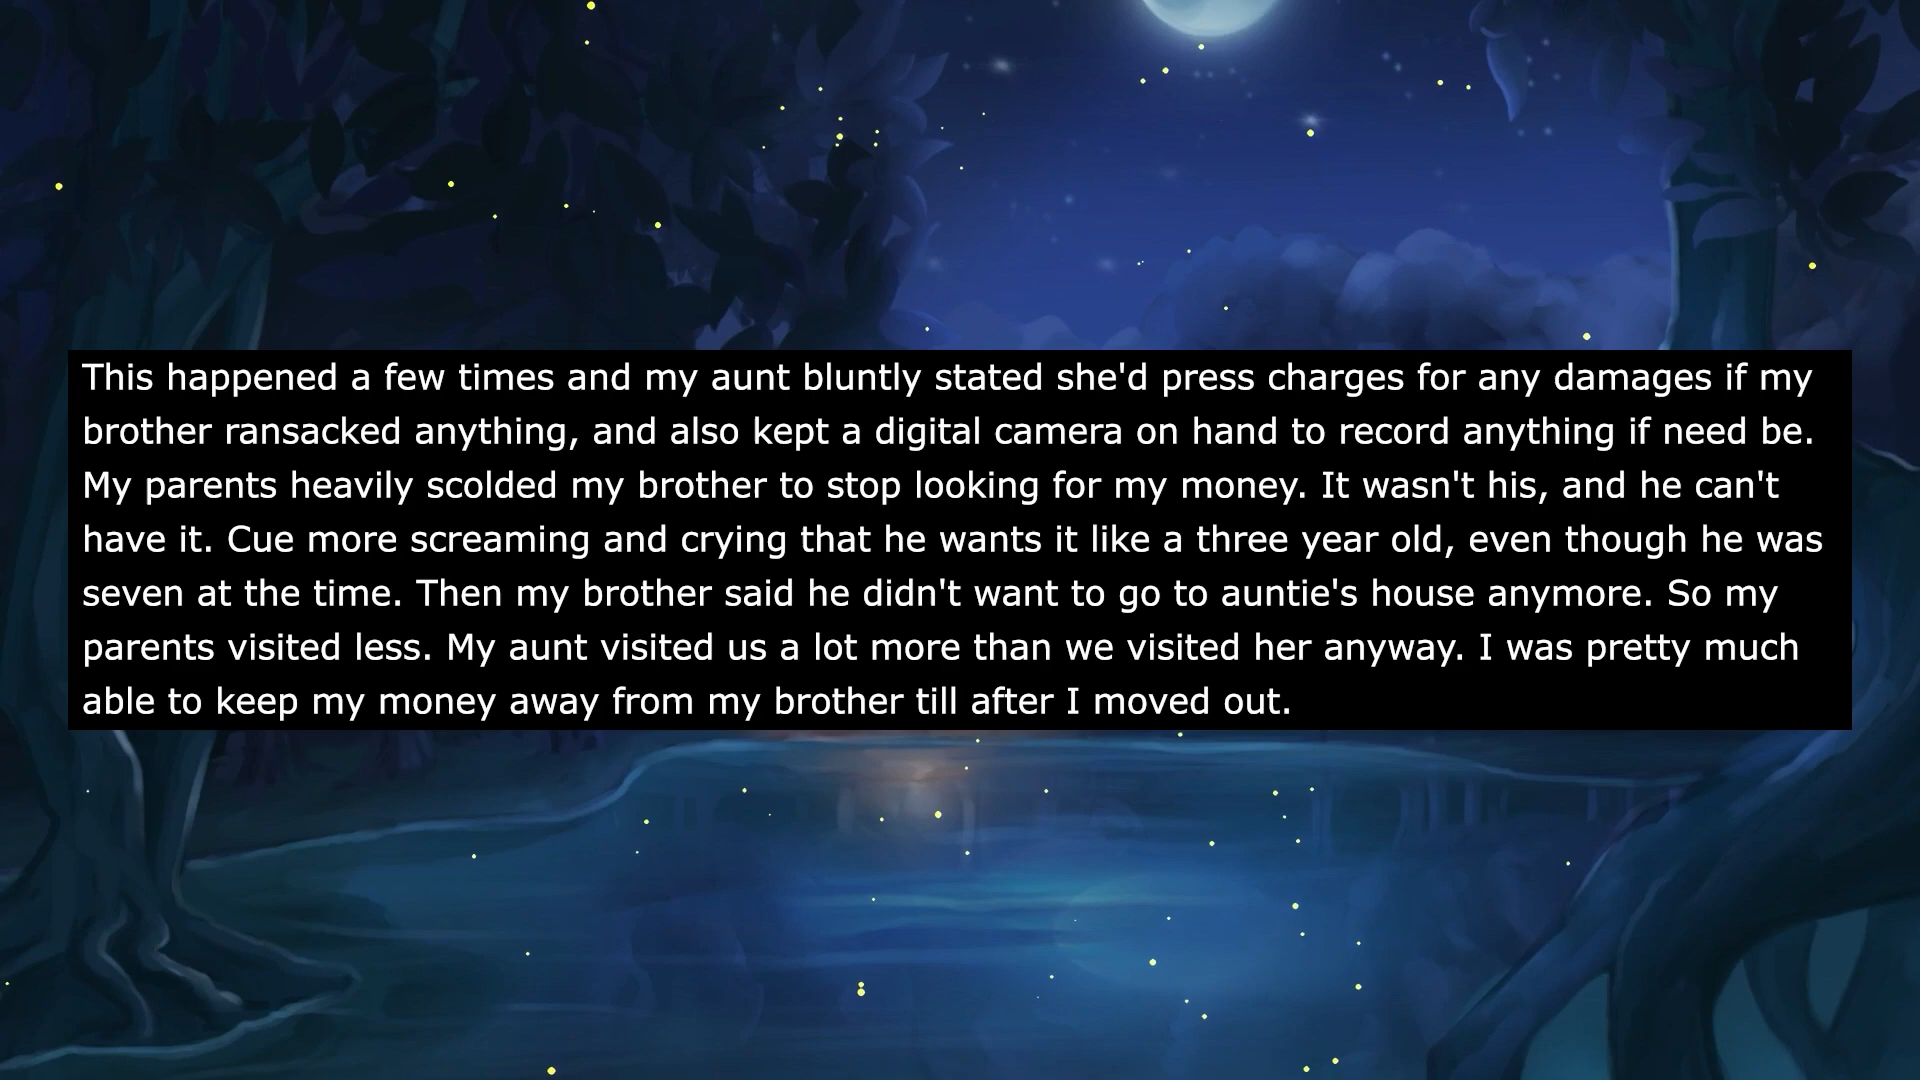 This happened a few times and my aunt bluntly stated she'd press charges for any damages if my
brother ransacked anything, and also kept a digital camera on hand to record anything if need be.
My parents heavily scolded my brother to stop looking for my money. It wasn't his, and he can't
have it. Cue more screaming and crying that he wants it like a three year old, even though he was
seven at the time. Then my brother said he didn't want to go to auntie's house anymore. So my
parents visited less. My aunt visited us a lot more than we visited her anyway. I was pretty much
able to keep my money away from my brother till after I moved out.